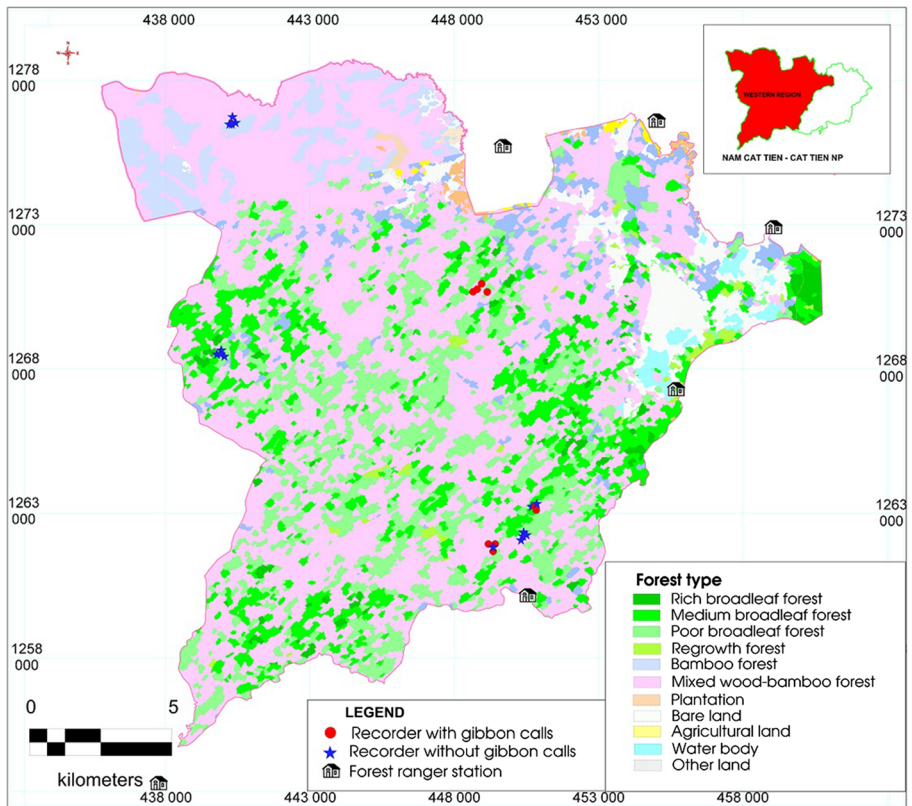 438 000 443 000 448 000 453 000
1278
000
WESTERN REGION
NAM CAT TIEN - CAT TIEN NP
1273
000
1273
000
1268
000
1268
000
1263
000
1263
000
1258
000
Forest type
Rich broadleaf forest
Medium broadleaf forest
Poor broadleaf forest
Regrowth forest
Bamboo forest
Mixed wood-bamboo forest
Plantation
Bare land
Agricultural land
Water body
Other land
0 5
kilometers
LEGEND
Recorder with gibbon calls
Recorder without gibbon calls
Forest ranger station
438 000 443 000 448 000 453 000 458 000